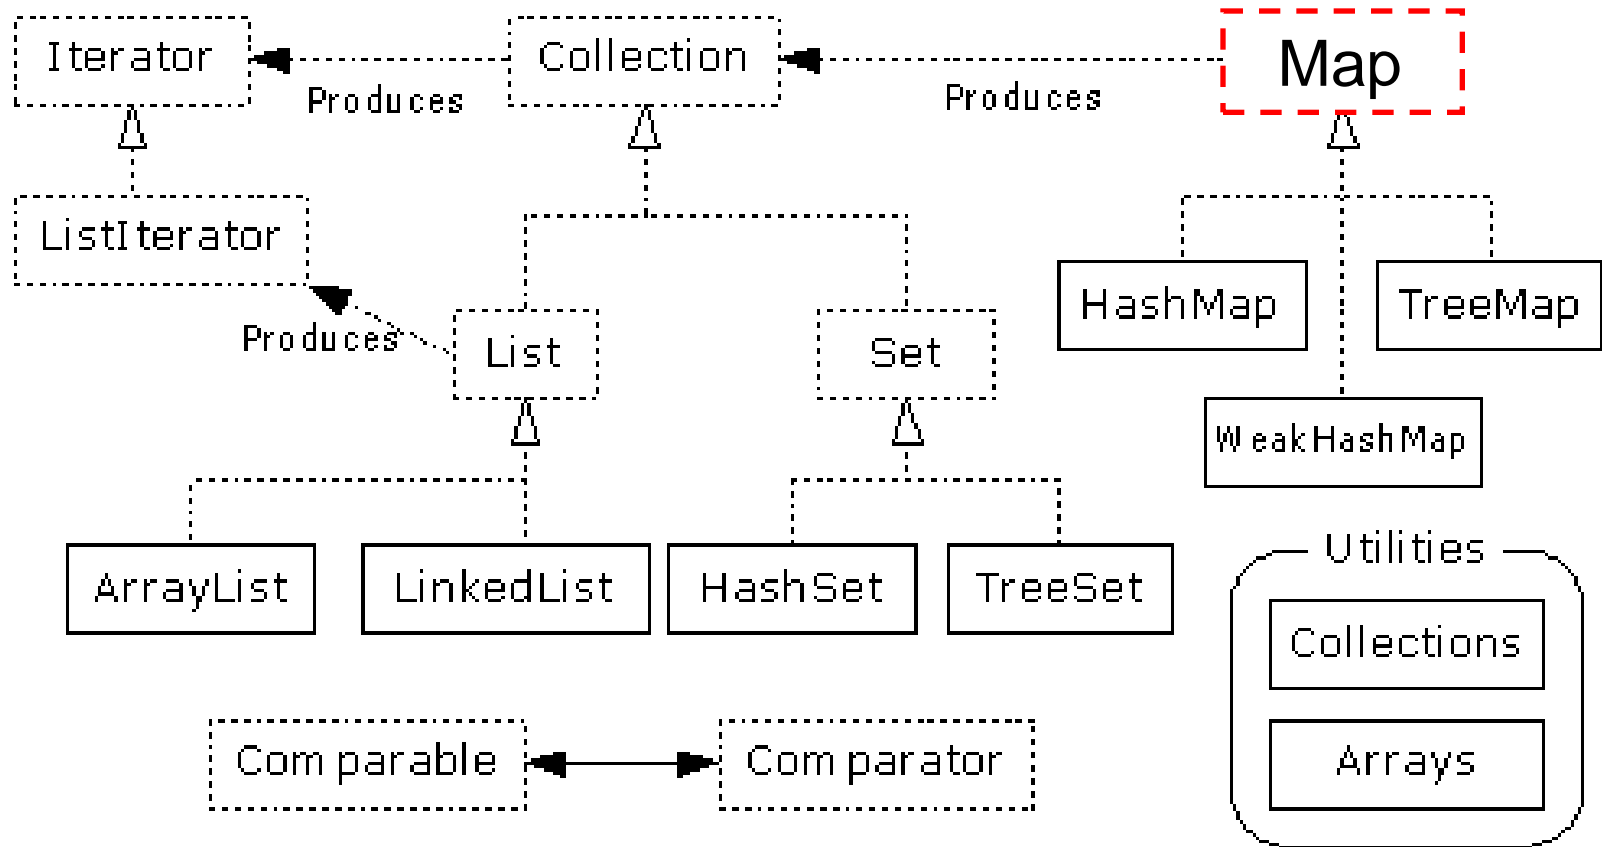 Iterator
Collection
Map
Produces
Produces
ListIterator
HashMap
TreeMap
Produces
List
Set
WeakHashMap
Utilities
ArrayList
LinkedList
HashSet
TreeSet
Collections
Comparable
Comparator
Arrays